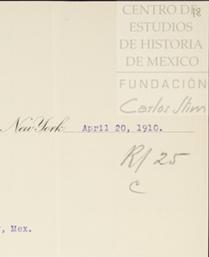 CENTRO DE
ESTUDIOS
DE HISTORIA
DE MEXICO
FUNDACIÓN
Carlos Slim
New York, April 20, 1910.
R/25
C
, Mex.